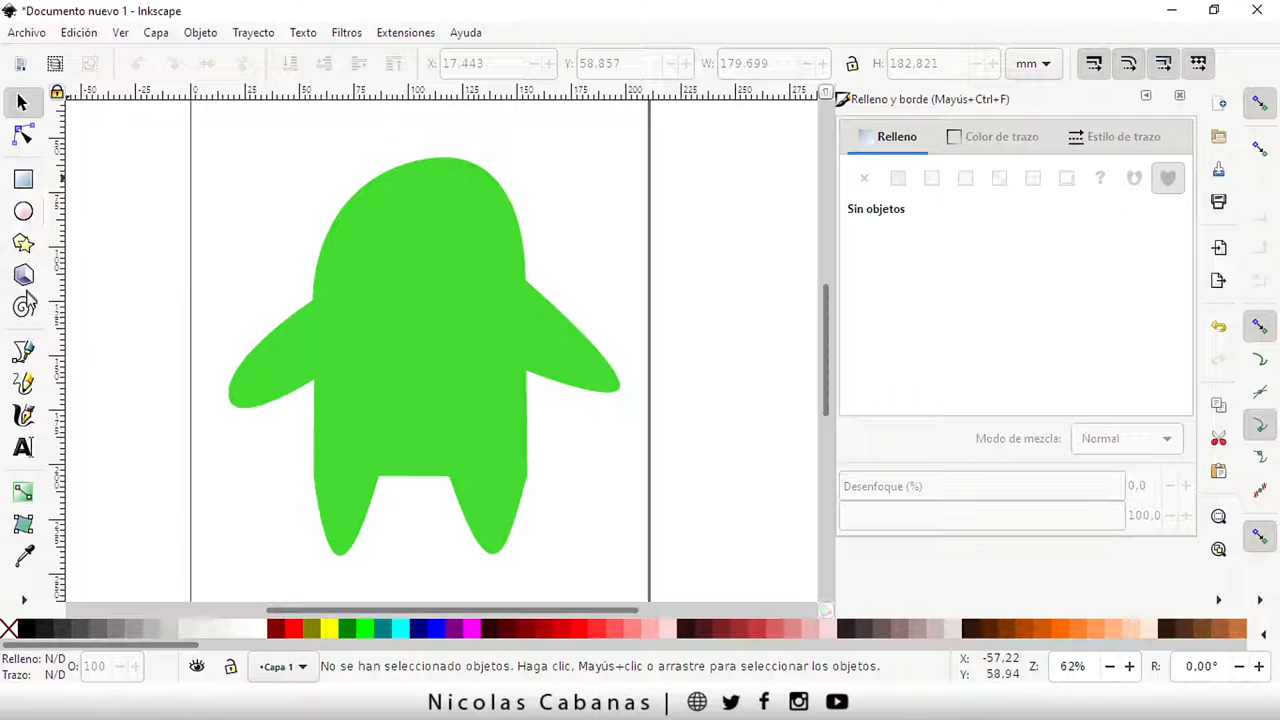 *Documento nuevo 1 - Inkscape
Archivo Edición Ver Capa Objeto Trayecto Texto Filtros Extensiones Ayuda
X: 17.443 Y: 58.857 W: 179.699 H: 182.821 mm
Relleno y borde (Mayús+Ctrl+F)
Relleno Color de trazo Estilo de trazo
Sin objetos
Modo de mezcla: Normal
Desenfoque (%) 0,0
100,0
Relleno: N/D
Trazo: N/D
O: 100
•Capa 1
No se han seleccionado objetos. Haga clic, Mayús+clic o arrastre para seleccionar los objetos.
X: -57,22
Y: 58,94
Z: 62%
R: 0,00°
Nicolas Cabanas |